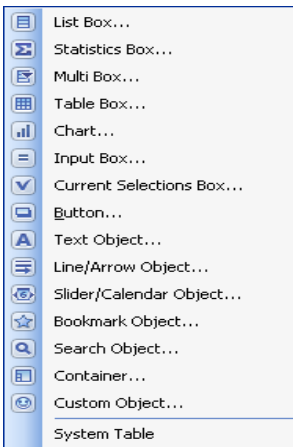 List Box...
Statistics Box...
Multi Box...
Table Box...
Chart...
Input Box...
Current Selections Box...
Button...
Text Object...
Line/Arrow Object...
Slider/Calendar Object...
Bookmark Object...
Search Object...
Container...
Custom Object...
System Table